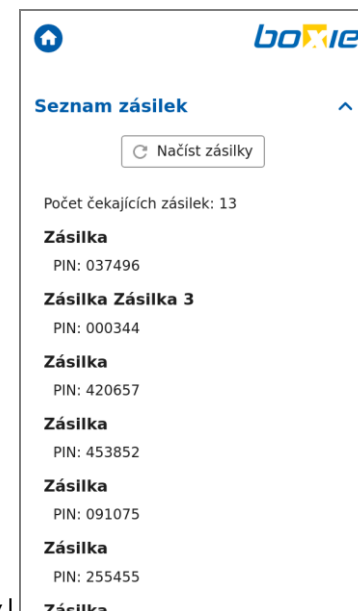 boxie
Seznam zásilek
Načíst zásilky
Počet čekajících zásilek: 13
Zásilka
PIN: 037496
Zásilka Zásilka 3
PIN: 000344
Zásilka
PIN: 420657
Zásilka
PIN: 453852
Zásilka
PIN: 091075
Zásilka
PIN: 255455
Zásilka